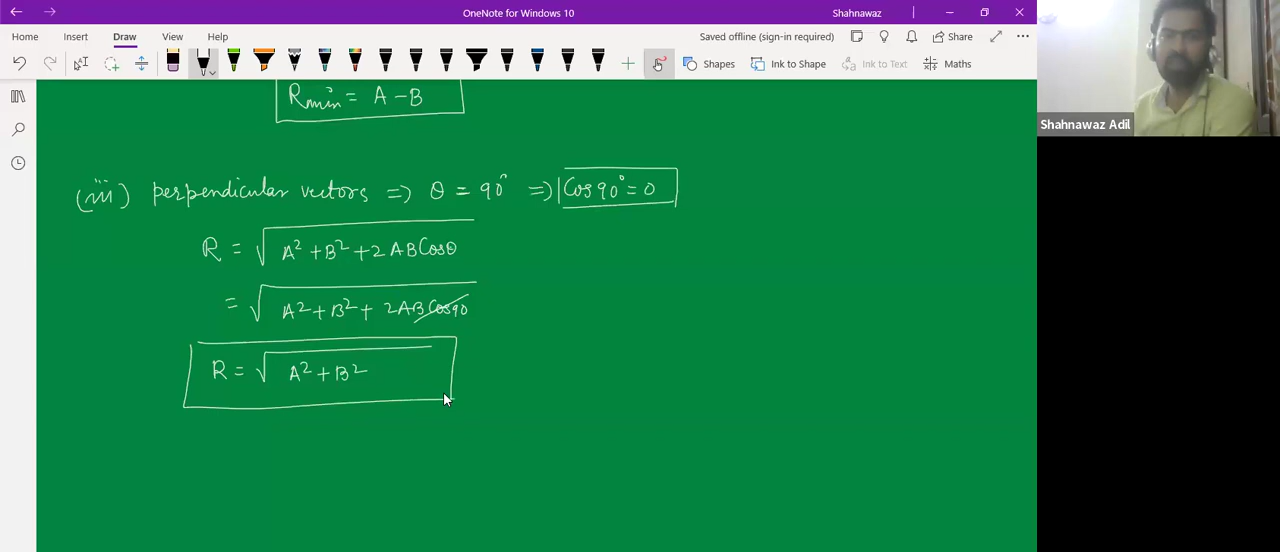 OneNote for Windows 10
Shahnawaz
Home Insert Draw View Help
Saved offline (sign-in required)
Share
Shapes Ink to Shape Ink to Text Maths
Shahnawaz Adil
Rmin = A - B
(iii) perpendicular vectors => θ = 90° => Cos 90° = 0
R = √A² + B² + 2 AB Cosθ
= √A² + B² + 2AB Cos90
R = √A² + B²